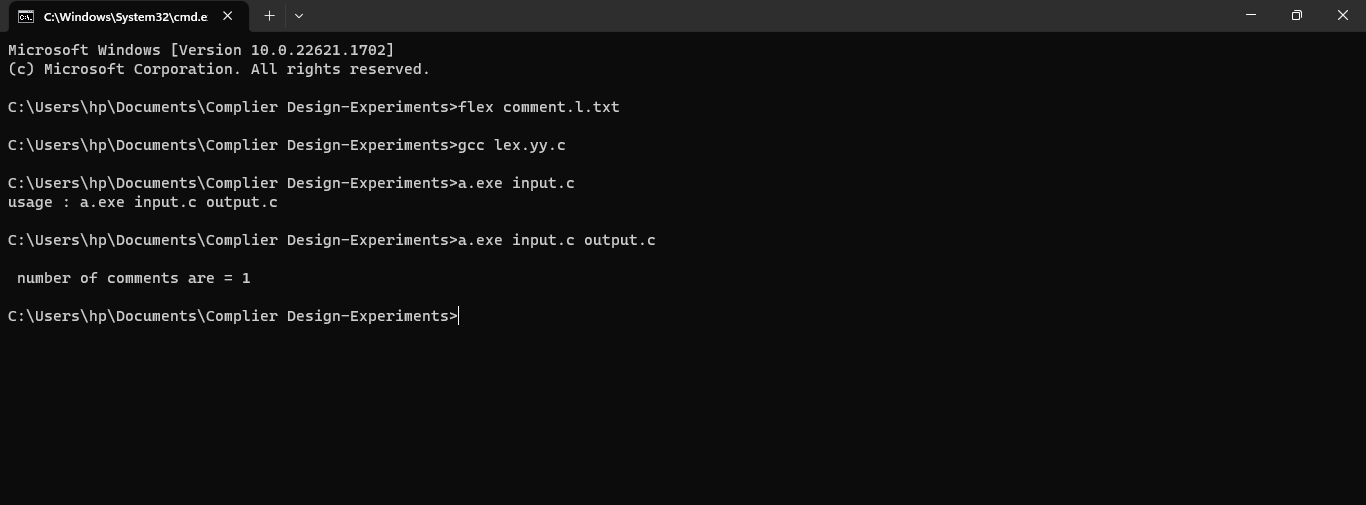 C:\Windows\System32\cmd.e
Microsoft Windows [Version 10.0.22621.1702]
(c) Microsoft Corporation. All rights reserved.
C:\Users\hp\Documents\Complier Design-Experiments>flex comment.l.txt
C:\Users\hp\Documents\Complier Design-Experiments>gcc lex.yy.c
C:\Users\hp\Documents\Complier Design-Experiments>a.exe input.c
usage : a.exe input.c output.c
C:\Users\hp\Documents\Complier Design-Experiments>a.exe input.c output.c
number of comments are = 1
C:\Users\hp\Documents\Complier Design-Experiments>